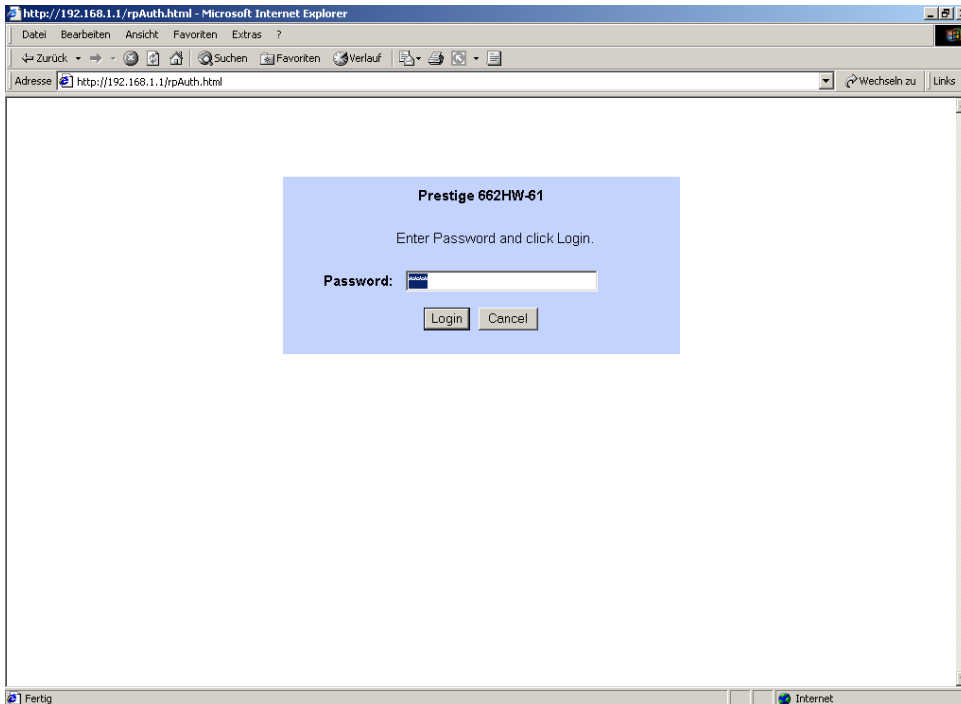 http://192.168.1.1/rpAuth.html - Microsoft Internet Explorer
Datei Bearbeiten Ansicht Favoriten Extras ?
Zurück Suchen Favoriten Verlauf
Adresse http://192.168.1.1/rpAuth.html Wechseln zu Links
Prestige 662HW-61
Enter Password and click Login.
Password: ****
Login Cancel
Fertig Internet